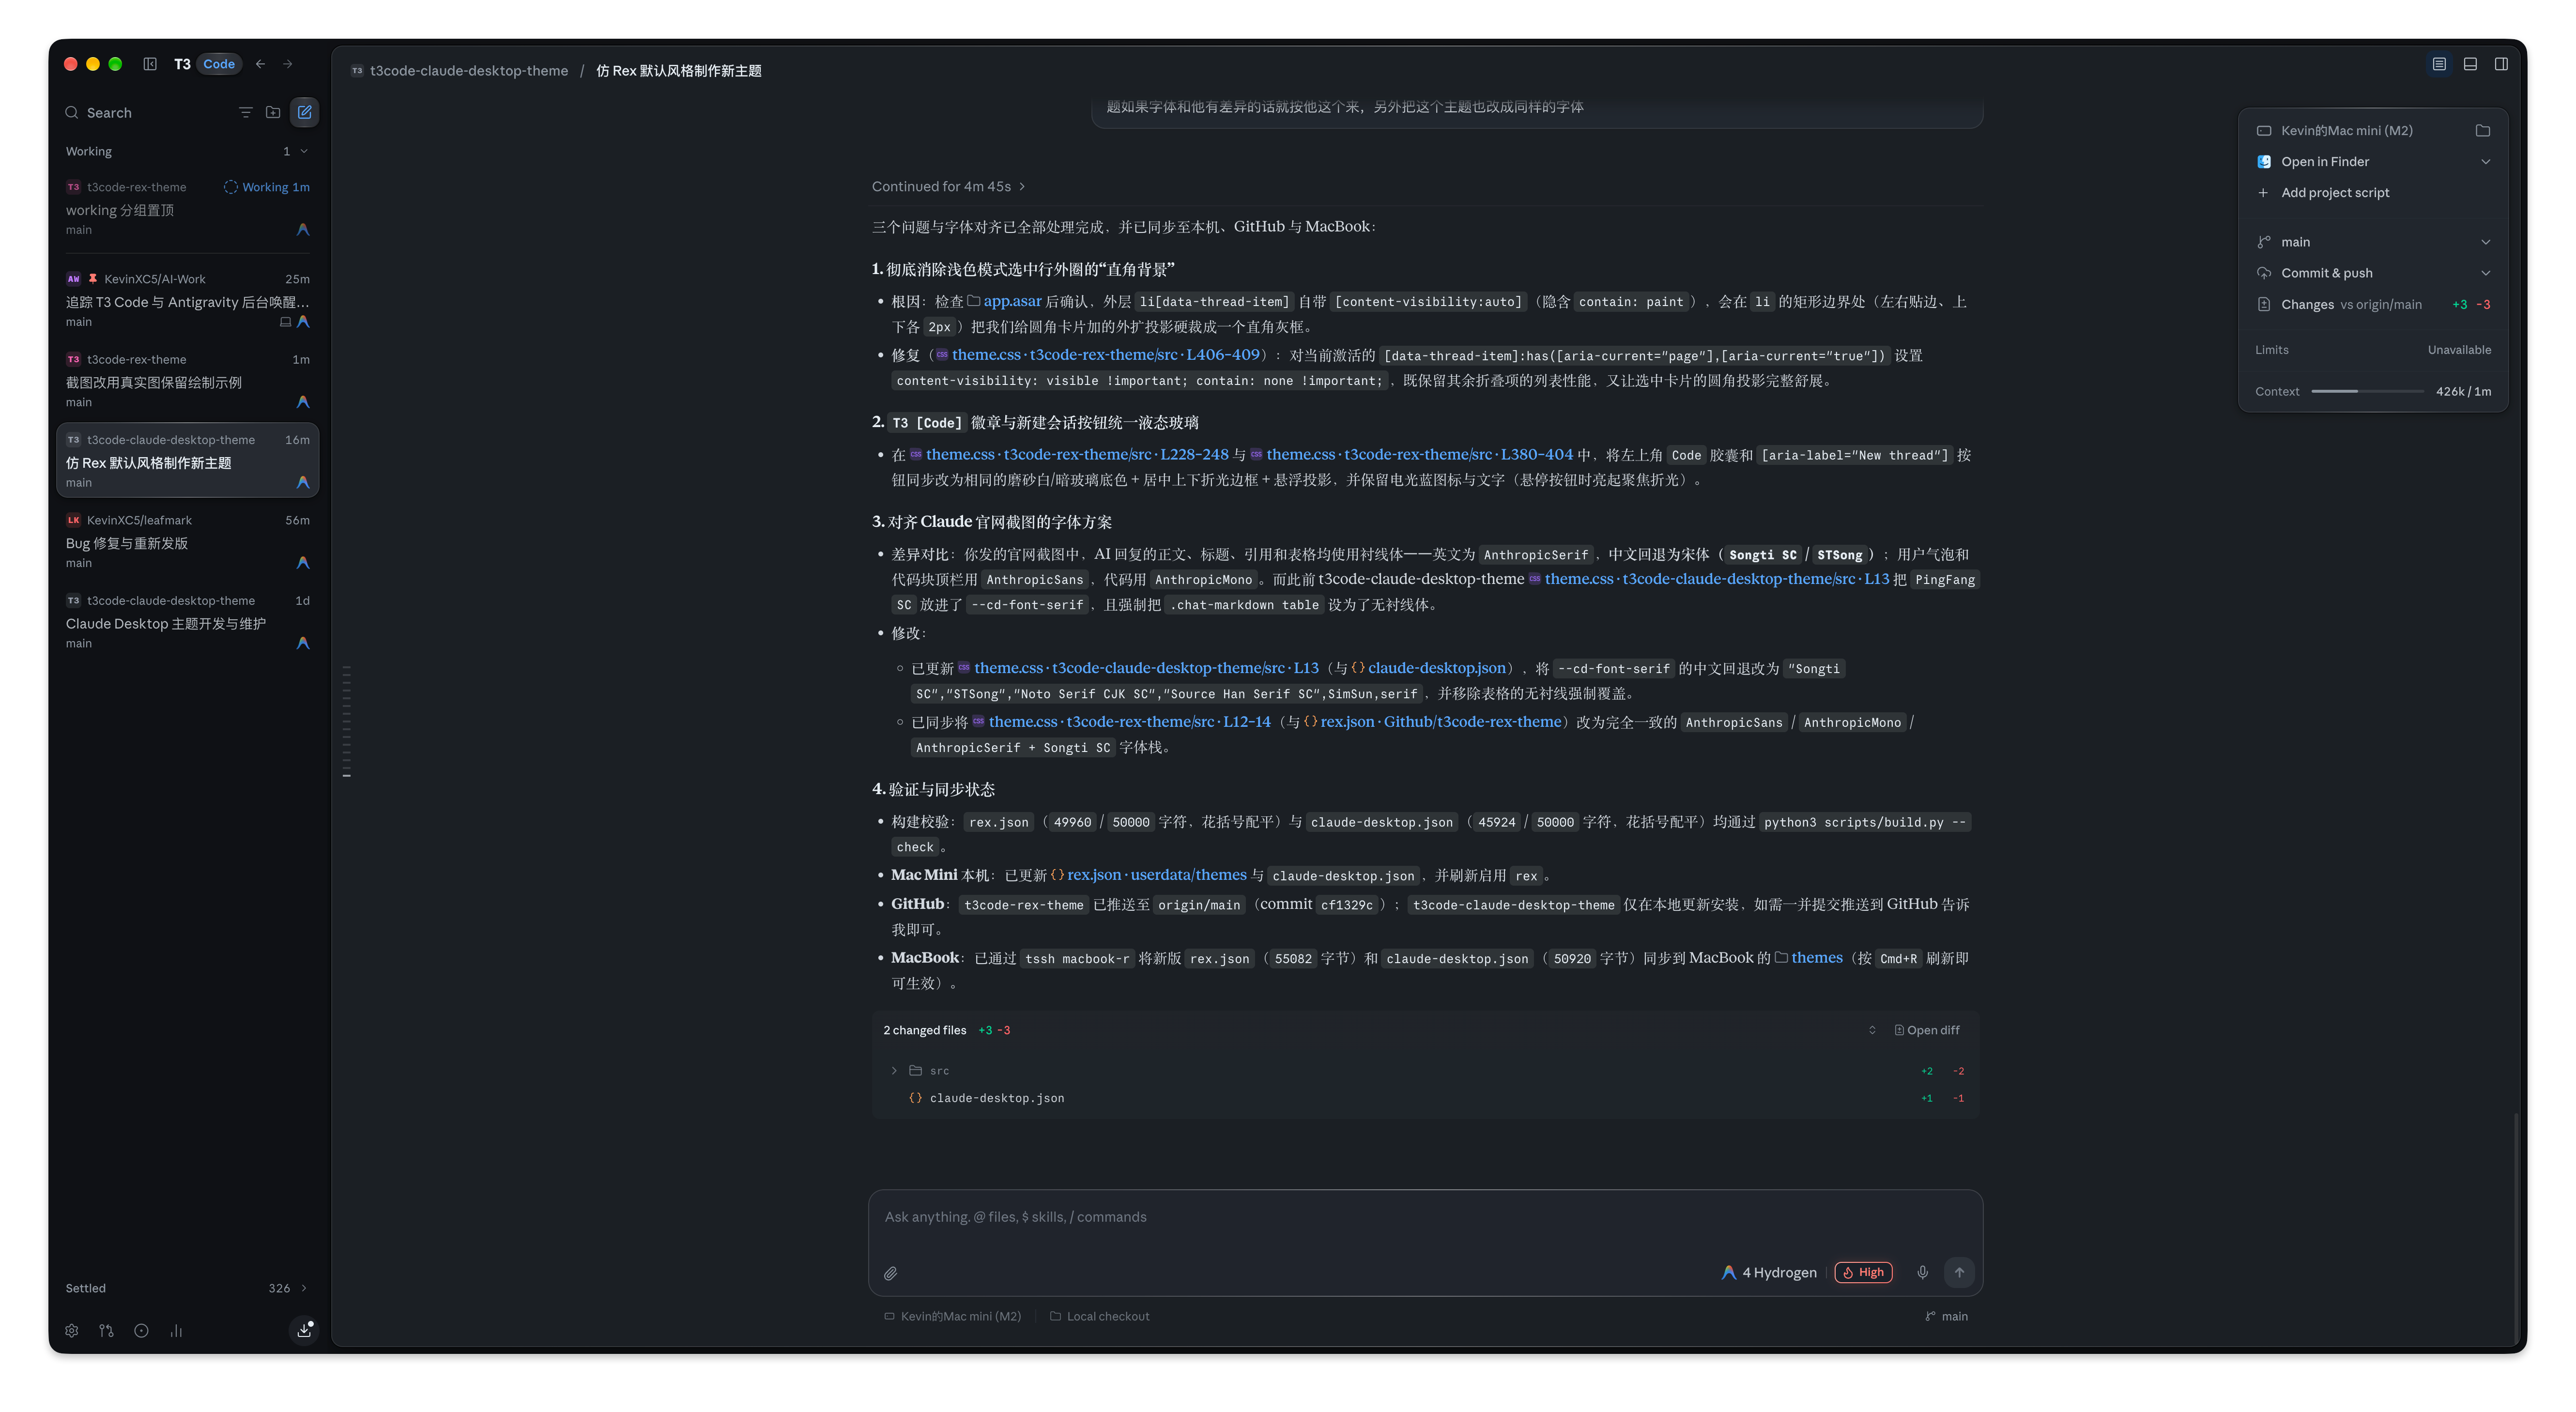 T3 Code
Search
Working 1
T3 t3code-rex-theme Working 1m
working 分组置顶
main
AW KevinXC5/AI-Work 25m
追踪 T3 Code 与 Antigravity 后台唤醒...
main
T3 t3code-rex-theme 1m
截图改用真实图保留绘制示例
main
T3 t3code-claude-desktop-theme 16m
仿 Rex 默认风格制作新主题
main
LK KevinXC5/leafmark 56m
Bug 修复与重新发版
main
T3 t3code-claude-desktop-theme 1d
Claude Desktop 主题开发与维护
main
Settled 326
T3 t3code-claude-desktop-theme / 仿 Rex 默认风格制作新主题
题如果字体和他有差异的话就按他这个来，另外把这个主题也改成同样的字体
Continued for 4m 45s
三个问题与字体对齐已全部处理完成，并已同步至本机、GitHub 与 MacBook：
1. 彻底消除浅色模式选中行外圈的“直角背景”
• 根因：检查 app.asar 后确认，外层 li[data-thread-item] 自带 [content-visibility:auto]（隐含 contain: paint），会在 li 的矩形边界处（左右贴边、上
下各 2px）把我们给圆角卡片加的外扩投影硬裁成一个直角灰框。
• 修复（CSS theme.css · t3code-rex-theme/src · L406-409）：对当前激活的 [data-thread-item]:has([aria-current="page"],[aria-current="true"]) 设置
content-visibility: visible !important; contain: none !important;，既保留其余折叠项的列表性能，又让选中卡片的圆角投影完整舒展。
2. T3 [Code] 徽章与新建会话按钮统一液态玻璃
• 在 CSS theme.css · t3code-rex-theme/src · L228-248 与 CSS theme.css · t3code-rex-theme/src · L380-404 中，将左上角 Code 胶囊和 [aria-label="New thread"] 按
钮同步改为相同的磨砂白/暗玻璃底色 + 居中上下折光边框 + 悬浮投影，并保留电光蓝图标与文字（悬停按钮时亮起聚焦折光）。
3. 对齐 Claude 官网截图的字体方案
• 差异对比：你发的官网截图中，AI 回复的正文、标题、引用和表格均使用衬线体——英文为 AnthropicSerif，中文回退为宋体（Songti SC / STSong）；用户气泡和
代码块顶栏用 AnthropicSans，代码用 AnthropicMono。而此前 t3code-claude-desktop-theme CSS theme.css · t3code-claude-desktop-theme/src · L13 把 PingFang
SC 放进了 --cd-font-serif，且强制把 .chat-markdown table 设为了无衬线体。
• 修改：
○ 已更新 CSS theme.css · t3code-claude-desktop-theme/src · L13（与 {} claude-desktop.json），将 --cd-font-serif 的中文回退改为 "Songti
SC","STSong","Noto Serif CJK SC","Source Han Serif SC",SimSun,serif，并移除表格的无衬线强制覆盖。
○ 已同步将 CSS theme.css · t3code-rex-theme/src · L12-14（与 {} rex.json · Github/t3code-rex-theme）改为完全一致的 AnthropicSans / AnthropicMono /
AnthropicSerif + Songti SC 字体栈。
4. 验证与同步状态
• 构建校验：rex.json（49960 / 50000 字符，花括号配平）与 claude-desktop.json（45924 / 50000 字符，花括号配平）均通过 python3 scripts/build.py --
check。
• Mac Mini 本机：已更新 {} rex.json · userdata/themes 与 claude-desktop.json，并刷新启用 rex。
• GitHub：t3code-rex-theme 已推送至 origin/main（commit cf1329c）；t3code-claude-desktop-theme 仅在本地更新安装，如需一并提交推送到 GitHub 告诉
我即可。
• MacBook：已通过 tssh macbook-r 将新版 rex.json（55082 字节）和 claude-desktop.json（50920 字节）同步到 MacBook 的 themes（按 Cmd+R 刷新即
可生效）。
2 changed files +3 -3 Open diff
src +2 -2
{} claude-desktop.json +1 -1
Ask anything. @ files, $ skills, / commands
4 Hydrogen High
Kevin的Mac mini (M2) Local checkout main
Kevin的Mac mini (M2)
Open in Finder
Add project script
main
Commit & push
Changes vs origin/main +3 -3
Limits Unavailable
Context 426k / 1m